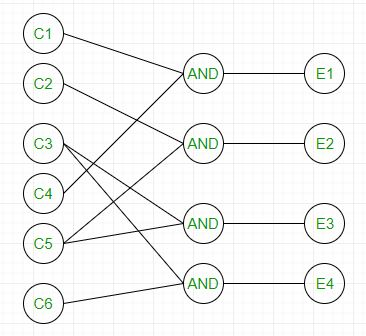 C1
AND E1
C2
C3 AND E2
C4
AND E3
C5
AND E4
C6